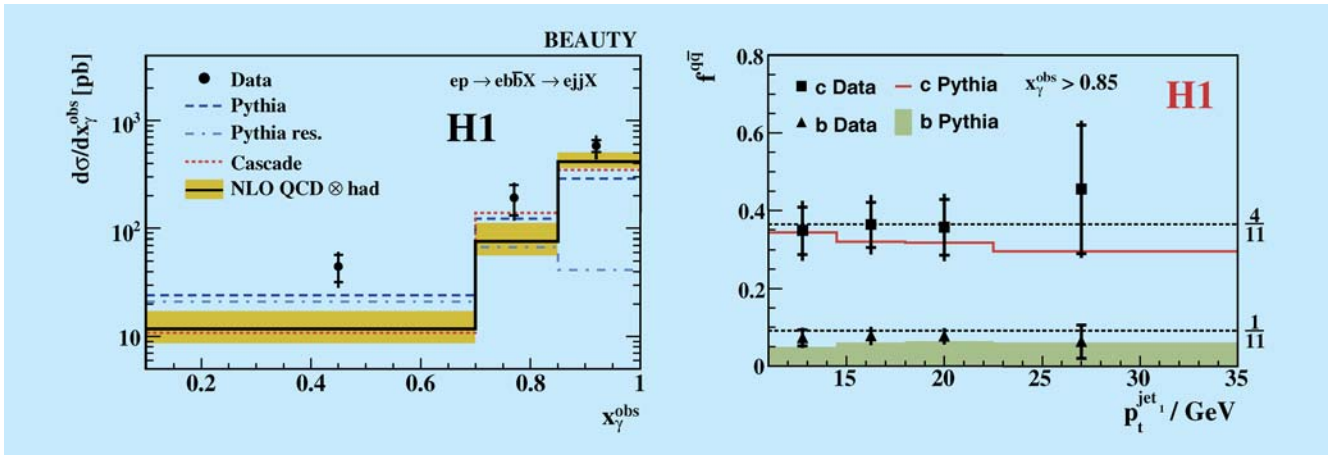 BEAUTY
dσ/dx_γ^obs [pb]
Data
Pythia
Pythia res.
Cascade
NLO QCD ⊗ had
ep → ebb̄X → ejjX
H1
10³
10²
10
0.2 0.4 0.6 0.8 1
x_γ^obs
f^qq̄
0.8
0.6
0.4
0.2
0
c Data
c Pythia
b Data
b Pythia
x_γ^obs > 0.85
H1
4/11
1/11
15 20 25 30 35
p_t^jet₁ / GeV